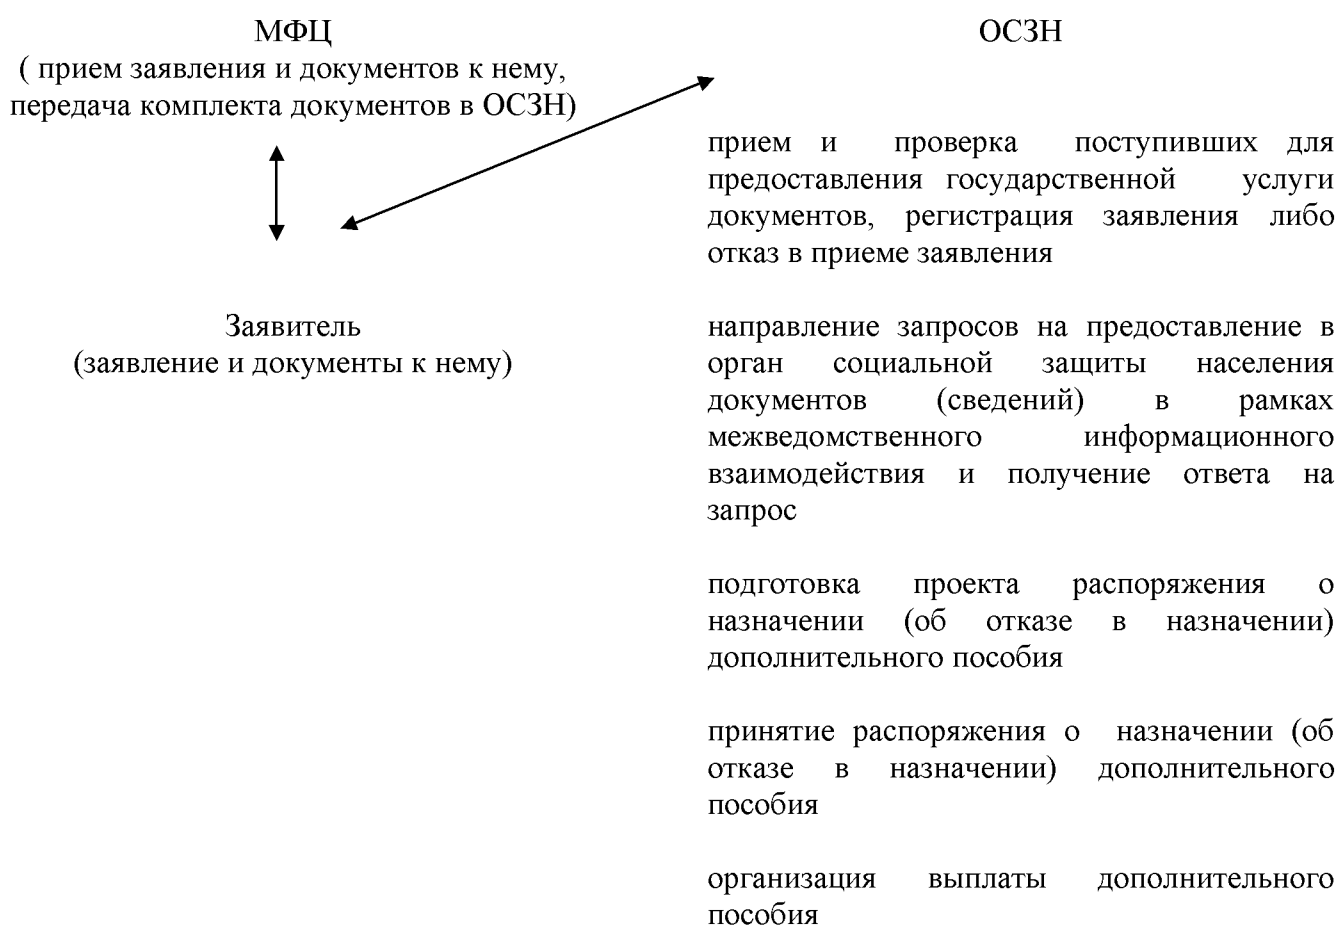 МФЦ
( прием заявления и документов к нему,
передача комплекта документов в ОСЗН)
Заявитель
(заявление и документы к нему)
ОСЗН
прием и проверка поступивших для
предоставления государственной услуги
документов, регистрация заявления либо
отказ в приеме заявления
направление запросов на предоставление в
орган социальной защиты населения
документов (сведений) в рамках
межведомственного информационного
взаимодействия и получение ответа на
запрос
подготовка проекта распоряжения о
назначении (об отказе в назначении)
дополнительного пособия
принятие распоряжения о назначении (об
отказе в назначении) дополнительного
пособия
организация выплаты дополнительного
пособия